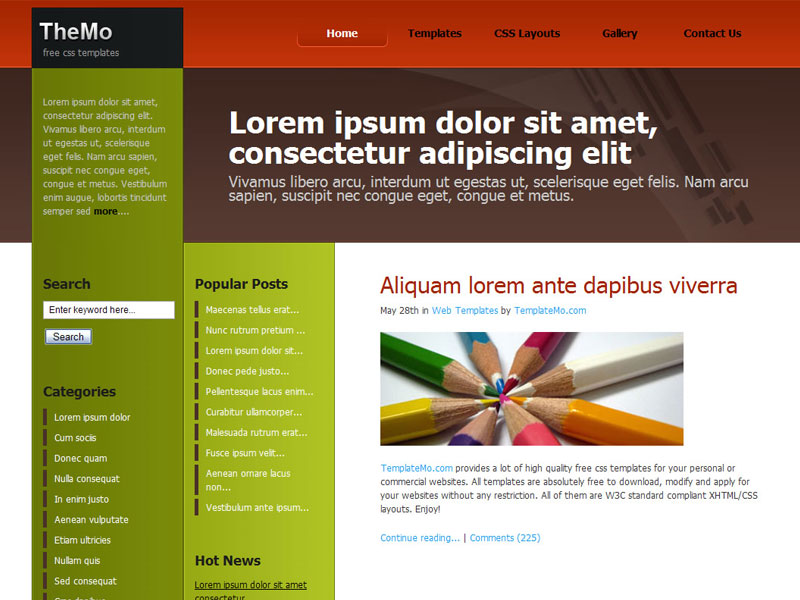 TheMo
free css templates
Home
Templates
CSS Layouts
Gallery
Contact Us
Lorem ipsum dolor sit amet,
consectetur adipiscing elit.
Vivamus libero arcu, interdum
ut egestas ut, scelerisque
eget felis. Nam arcu sapien,
suscipit nec congue eget,
congue et metus. Vestibulum
enim augue, lobortis tincidunt
semper sed more....
Lorem ipsum dolor sit amet,
consectetur adipiscing elit
Vivamus libero arcu, interdum ut egestas ut, scelerisque eget felis. Nam arcu
sapien, suscipit nec congue eget, congue et metus.
Search
Enter keyword here...
Search
Categories
Lorem ipsum dolor
Cum sociis
Donec quam
Nulla consequat
In enim justo
Aenean vulputate
Etiam ultricies
Nullam quis
Sed consequat
Popular Posts
Maecenas tellus erat...
Nunc rutrum pretium ...
Lorem ipsum dolor sit...
Donec pede justo...
Pellentesque lacus enim...
Curabitur ullamcorper...
Malesuada rutrum erat...
Fusce ipsum velit...
Aenean ornare lacus
non...
Vestibulum ante ipsum...
Hot News
Lorem ipsum dolor sit amet
consectetur
Aliquam lorem ante dapibus viverra
May 28th in Web Templates by TemplateMo.com
TemplateMo.com provides a lot of high quality free css templates for your personal or
commercial websites. All templates are absolutely free to download, modify and apply for
your websites without any restriction. All of them are W3C standard compliant XHTML/CSS
layouts. Enjoy!
Continue reading... | Comments (225)